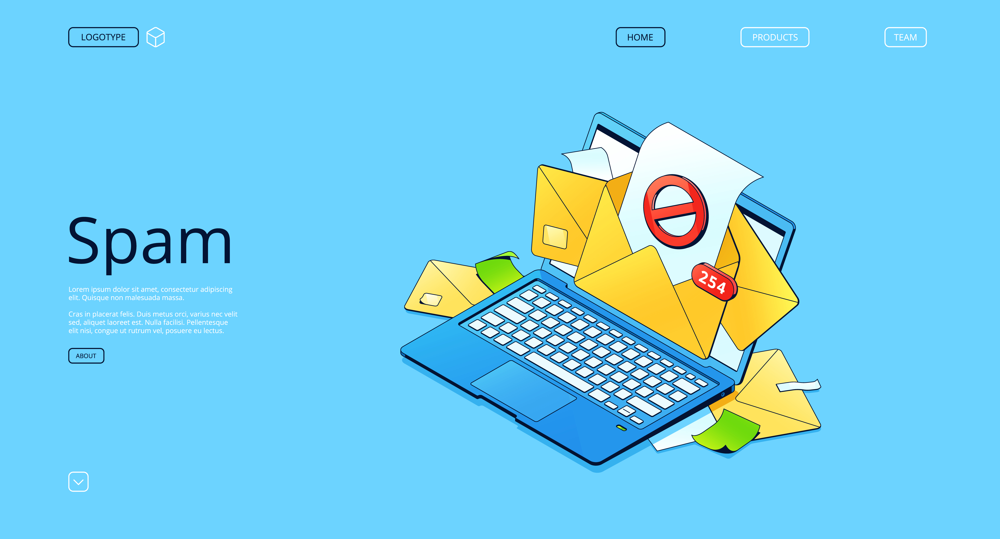 LOGOTYPE
HOME
PRODUCTS
TEAM
Spam
Lorem ipsum dolor sit amet, consectetur adipiscing
elit. Quisque non malesuada massa.
Cras in placerat felis. Duis metus orci, varius nec velit
sed, aliquet laoreet est. Nulla facilisi. Pellentesque
elit nisi, congue ut rutrum vel, posuere eu lectus.
ABOUT
254